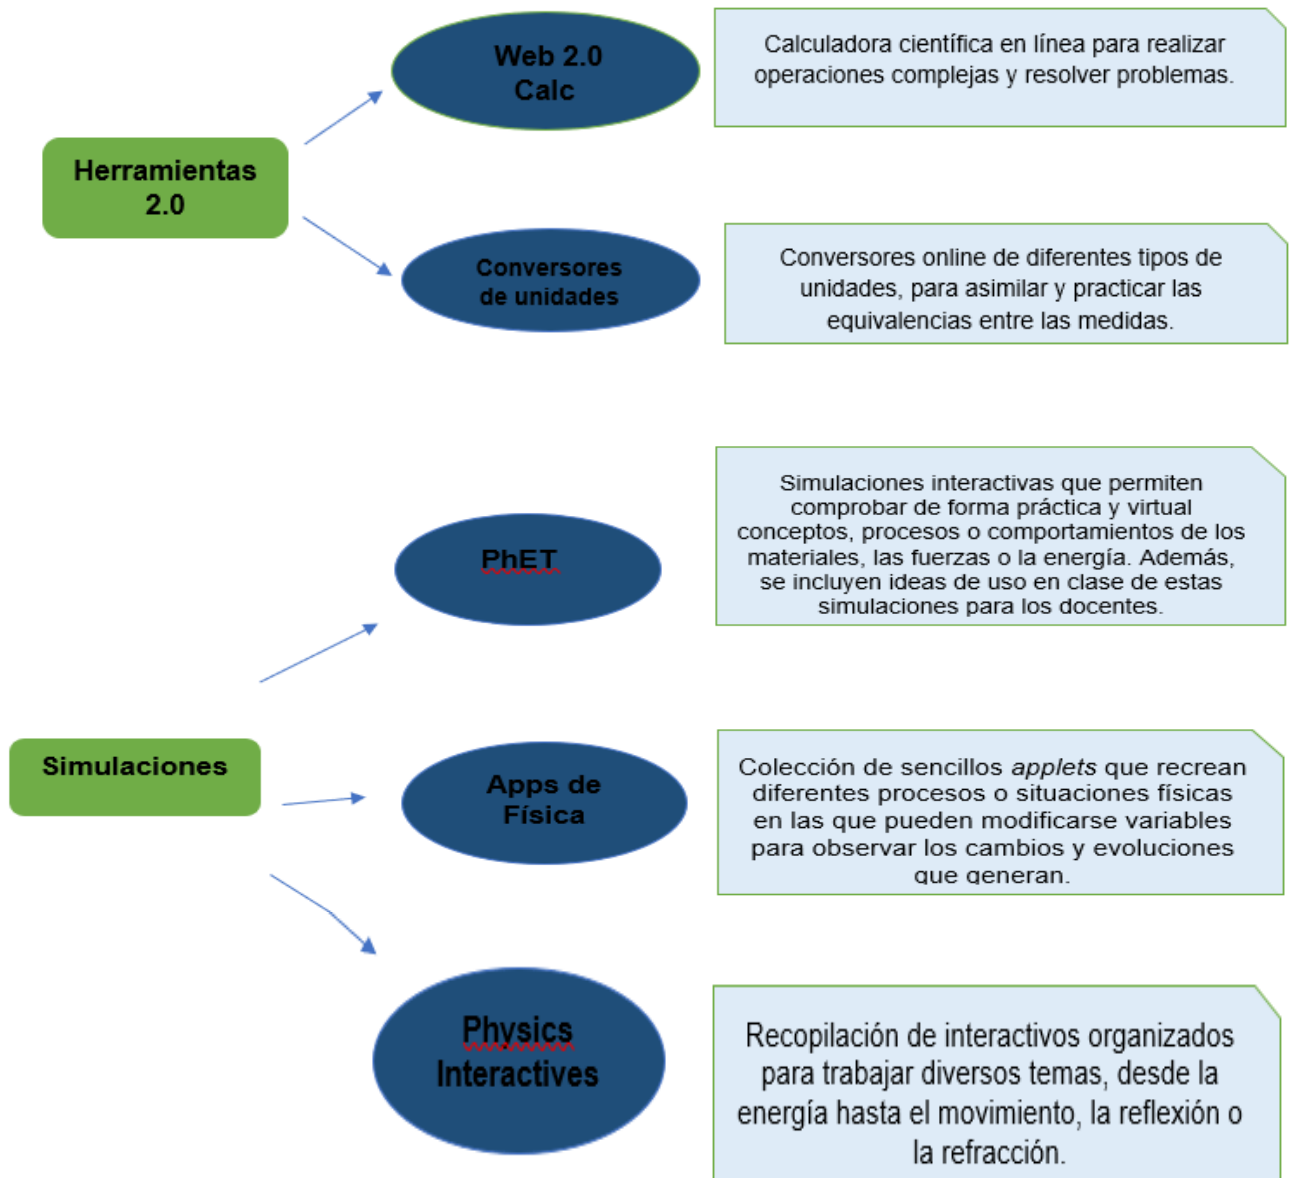 Web 2.0
Calc
Calculadora científica en línea para realizar
operaciones complejas y resolver problemas.
Herramientas
2.0
Conversores
de unidades
Conversores online de diferentes tipos de
unidades, para asimilar y practicar las
equivalencias entre las medidas.
PhET
Simulaciones interactivas que permiten
comprobar de forma práctica y virtual
conceptos, procesos o comportamientos de los
materiales, las fuerzas o la energía. Además,
se incluyen ideas de uso en clase de estas
simulaciones para los docentes.
Simulaciones
Apps de
Física
Colección de sencillos applets que recrean
diferentes procesos o situaciones físicas
en las que pueden modificarse variables
para observar los cambios y evoluciones
que generan.
Physics
Interactives
Recopilación de interactivos organizados
para trabajar diversos temas, desde la
energía hasta el movimiento, la reflexión o
la refracción.